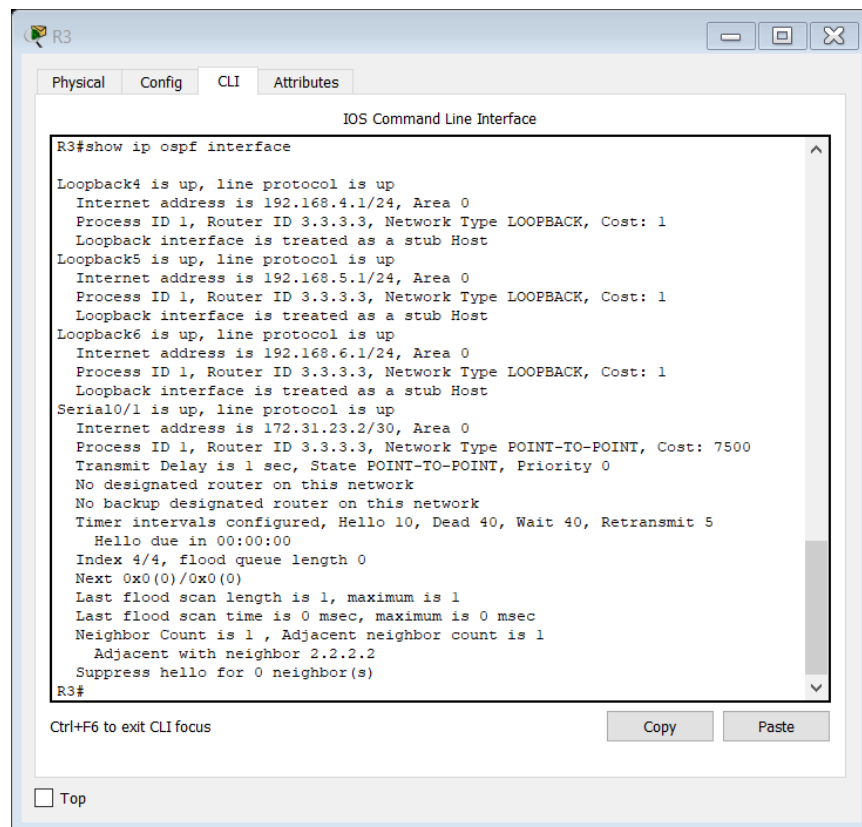 R3
Physical Config CLI Attributes
IOS Command Line Interface
R3#show ip ospf interface
Loopback4 is up, line protocol is up
Internet address is 192.168.4.1/24, Area 0
Process ID 1, Router ID 3.3.3.3, Network Type LOOPBACK, Cost: 1
Loopback interface is treated as a stub Host
Loopback5 is up, line protocol is up
Internet address is 192.168.5.1/24, Area 0
Process ID 1, Router ID 3.3.3.3, Network Type LOOPBACK, Cost: 1
Loopback interface is treated as a stub Host
Loopback6 is up, line protocol is up
Internet address is 192.168.6.1/24, Area 0
Process ID 1, Router ID 3.3.3.3, Network Type LOOPBACK, Cost: 1
Loopback interface is treated as a stub Host
Serial0/1 is up, line protocol is up
Internet address is 172.31.23.2/30, Area 0
Process ID 1, Router ID 3.3.3.3, Network Type POINT-TO-POINT, Cost: 7500
Transmit Delay is 1 sec, State POINT-TO-POINT, Priority 0
No designated router on this network
No backup designated router on this network
Timer intervals configured, Hello 10, Dead 40, Wait 40, Retransmit 5
Hello due in 00:00:00
Index 4/4, flood queue length 0
Next 0x0(0)/0x0(0)
Last flood scan length is 1, maximum is 1
Last flood scan time is 0 msec, maximum is 0 msec
Neighbor Count is 1 , Adjacent neighbor count is 1
Adjacent with neighbor 2.2.2.2
Suppress hello for 0 neighbor(s)
R3#
Ctrl+F6 to exit CLI focus
Copy Paste
Top